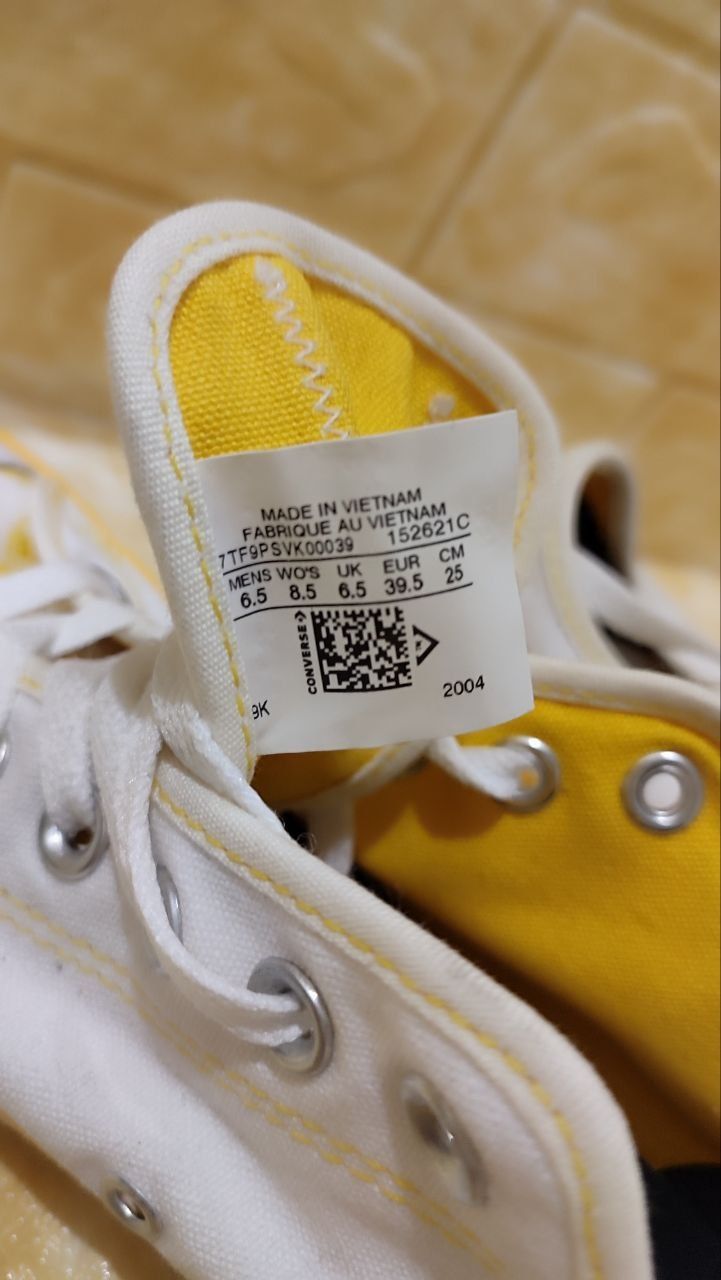 MADE IN VIETNAM
FABRIQUE AU VIETNAM
7TF9PSVK00039 152621C
MENS WO'S UK EUR CM
6.5 8.5 6.5 39.5 25
CONVERSE
9K 2004